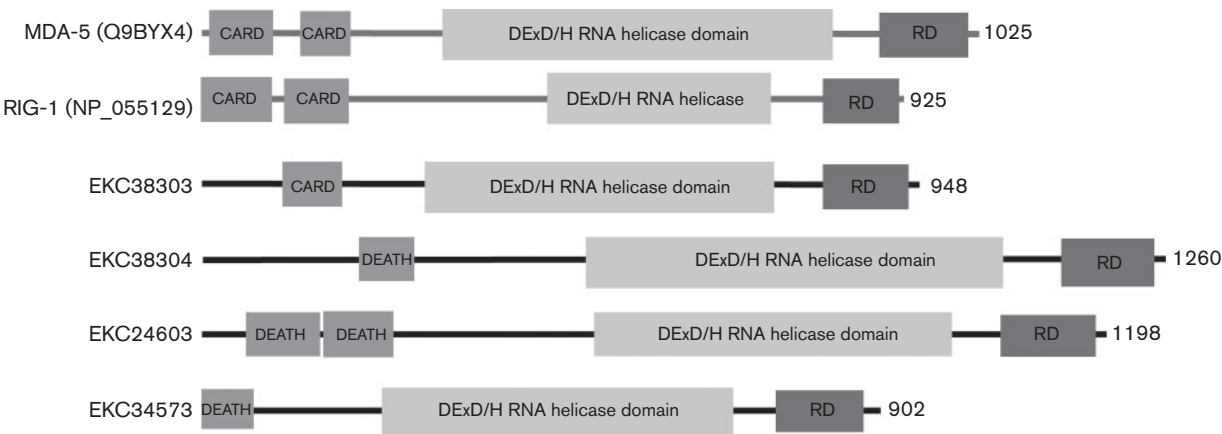 MDA-5 (Q9BYX4) CARD CARD DExD/H RNA helicase domain RD 1025
RIG-1 (NP_055129) CARD CARD DExD/H RNA helicase RD 925
EKC38303 CARD DExD/H RNA helicase domain RD 948
EKC38304 DEATH DExD/H RNA helicase domain RD 1260
EKC24603 DEATH DEATH DExD/H RNA helicase domain RD 1198
EKC34573 DEATH DExD/H RNA helicase domain RD 902